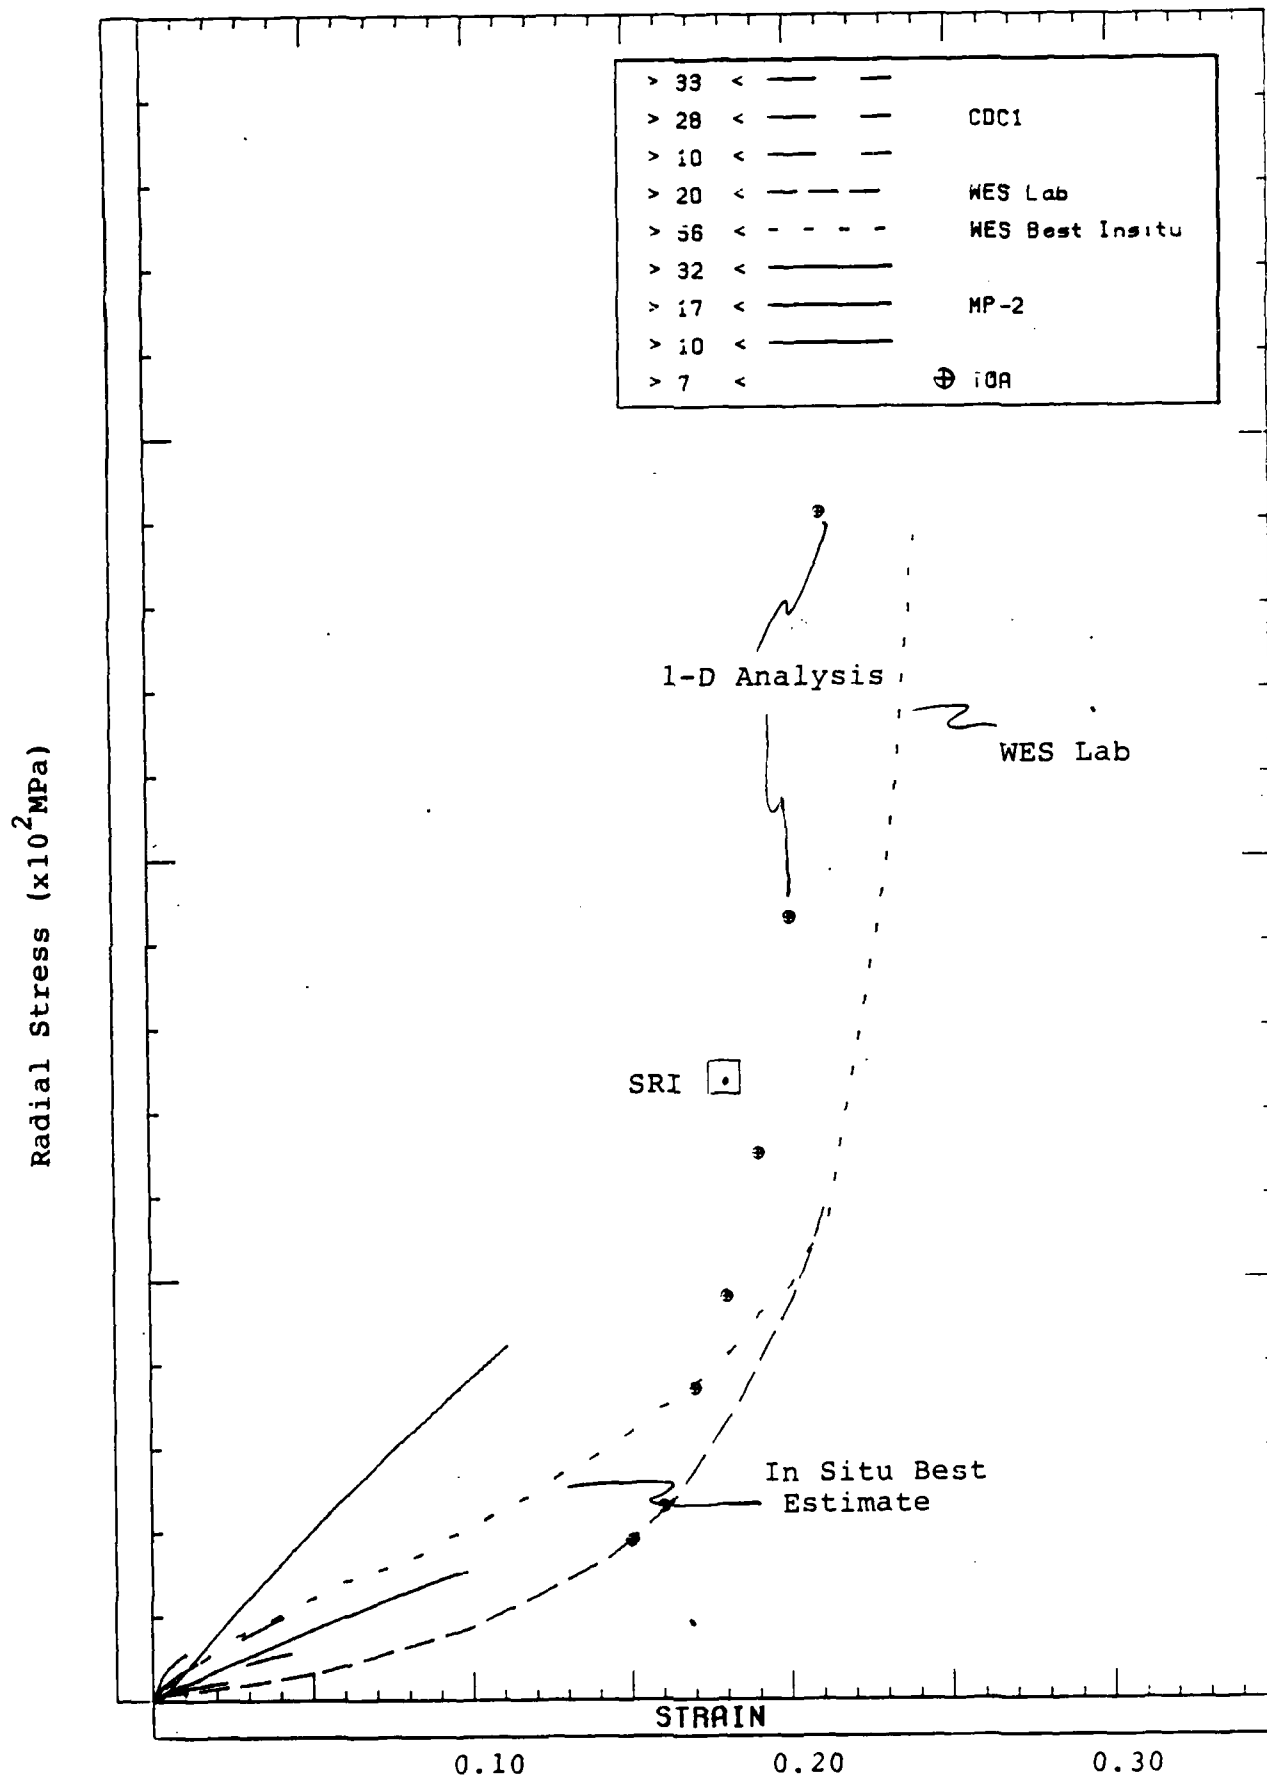 > 33 <
> 28 < CDC1
> 10 <
> 20 < WES Lab
> 56 < WES Best Insitu
> 32 <
> 17 < MP-2
> 10 <
> 7 < 10A
1-D Analysis
WES Lab
Radial Stress (x10²MPa)
SRI
In Situ Best
Estimate
STRAIN
0.10 0.20 0.30